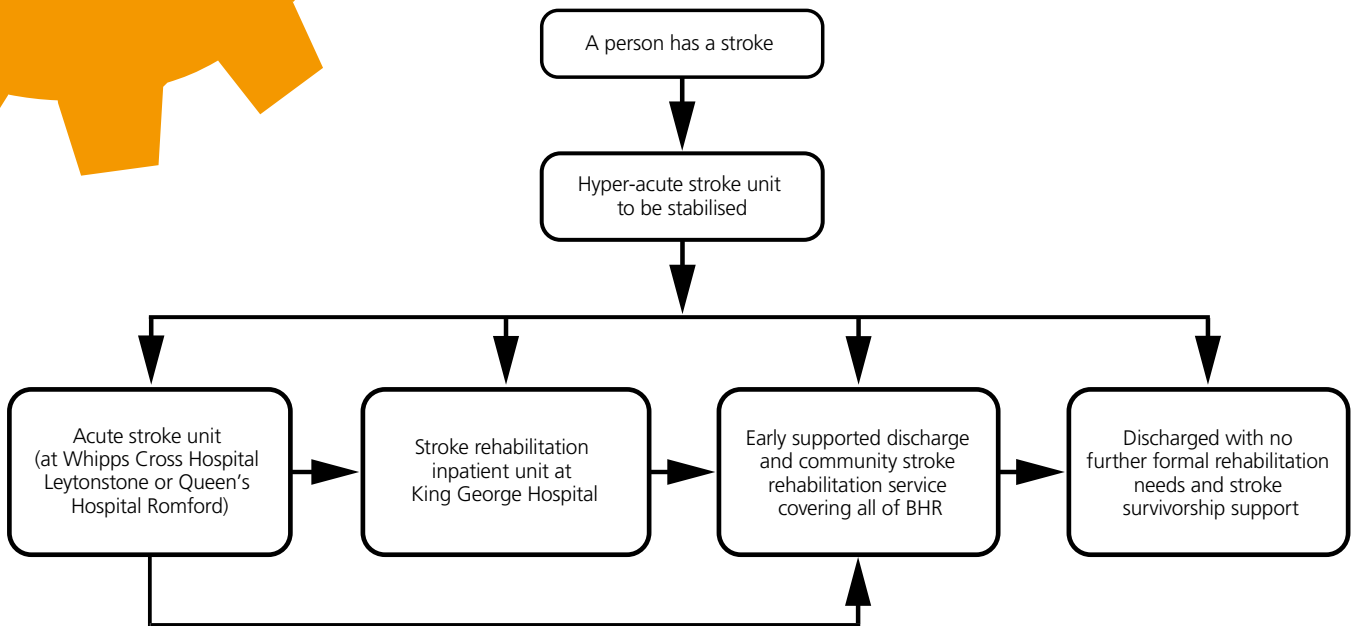 A person has a stroke
Hyper-acute stroke unit
to be stabilised
Acute stroke unit
(at Whipps Cross Hospital
Leytonstone or Queen’s
Hospital Romford)
Stroke rehabilitation
inpatient unit at
King George Hospital
Early supported discharge
and community stroke
rehabilitation service
covering all of BHR
Discharged with no
further formal rehabilitation
needs and stroke
survivorship support